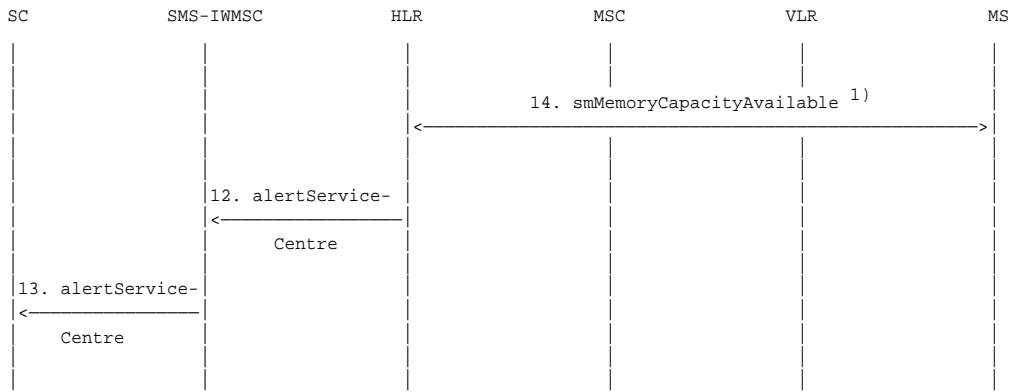 SC SMS-IWMSC HLR MSC VLR MS
14. smMemoryCapacityAvailable 1)
12. alertService-
Centre
13. alertService-
Centre